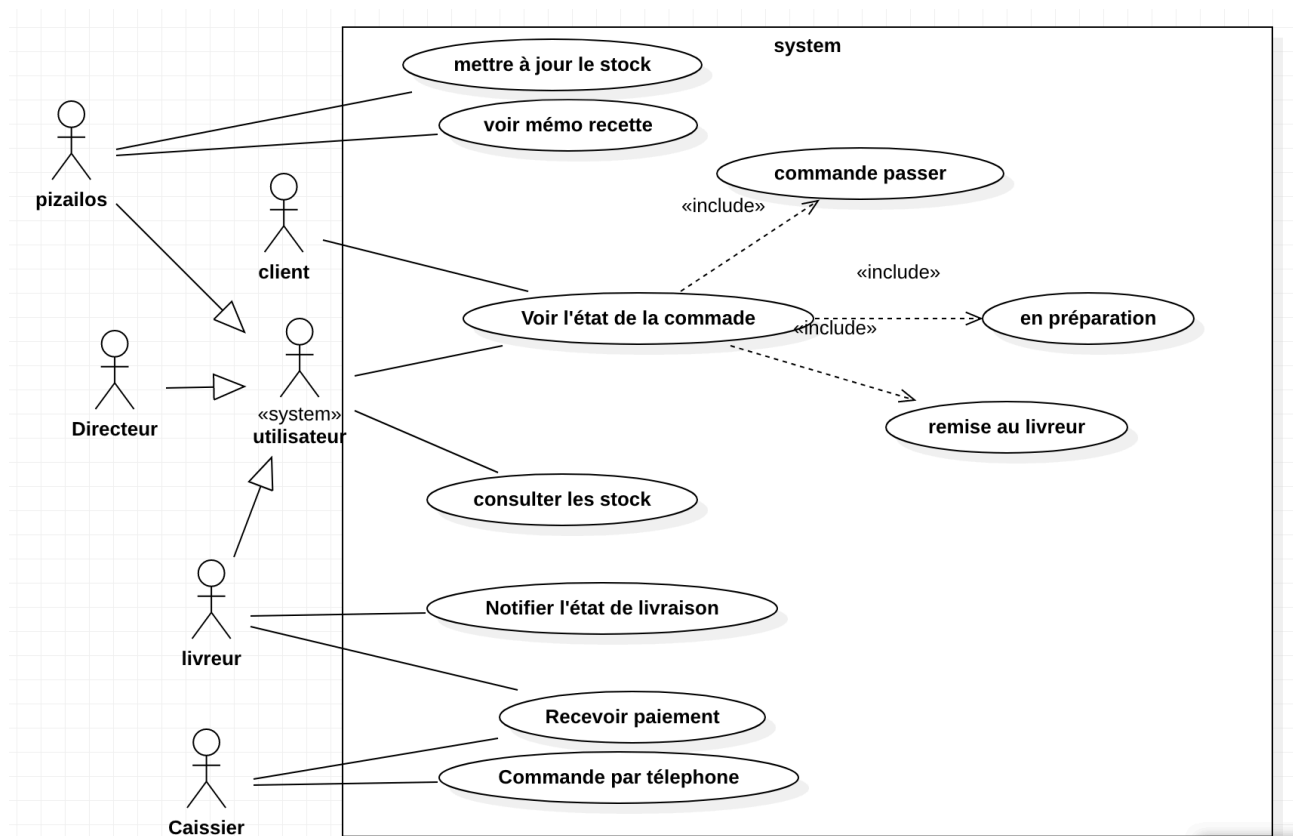 system
mettre à jour le stock
voir mémo recette
commande passer
pizailos
«include»
client
«include»
Voir l'état de la commade
en préparation
«include»
«system»
utilisateur
Directeur
remise au livreur
consulter les stock
Notifier l'état de livraison
livreur
Recevoir paiement
Commande par télephone
Caissier